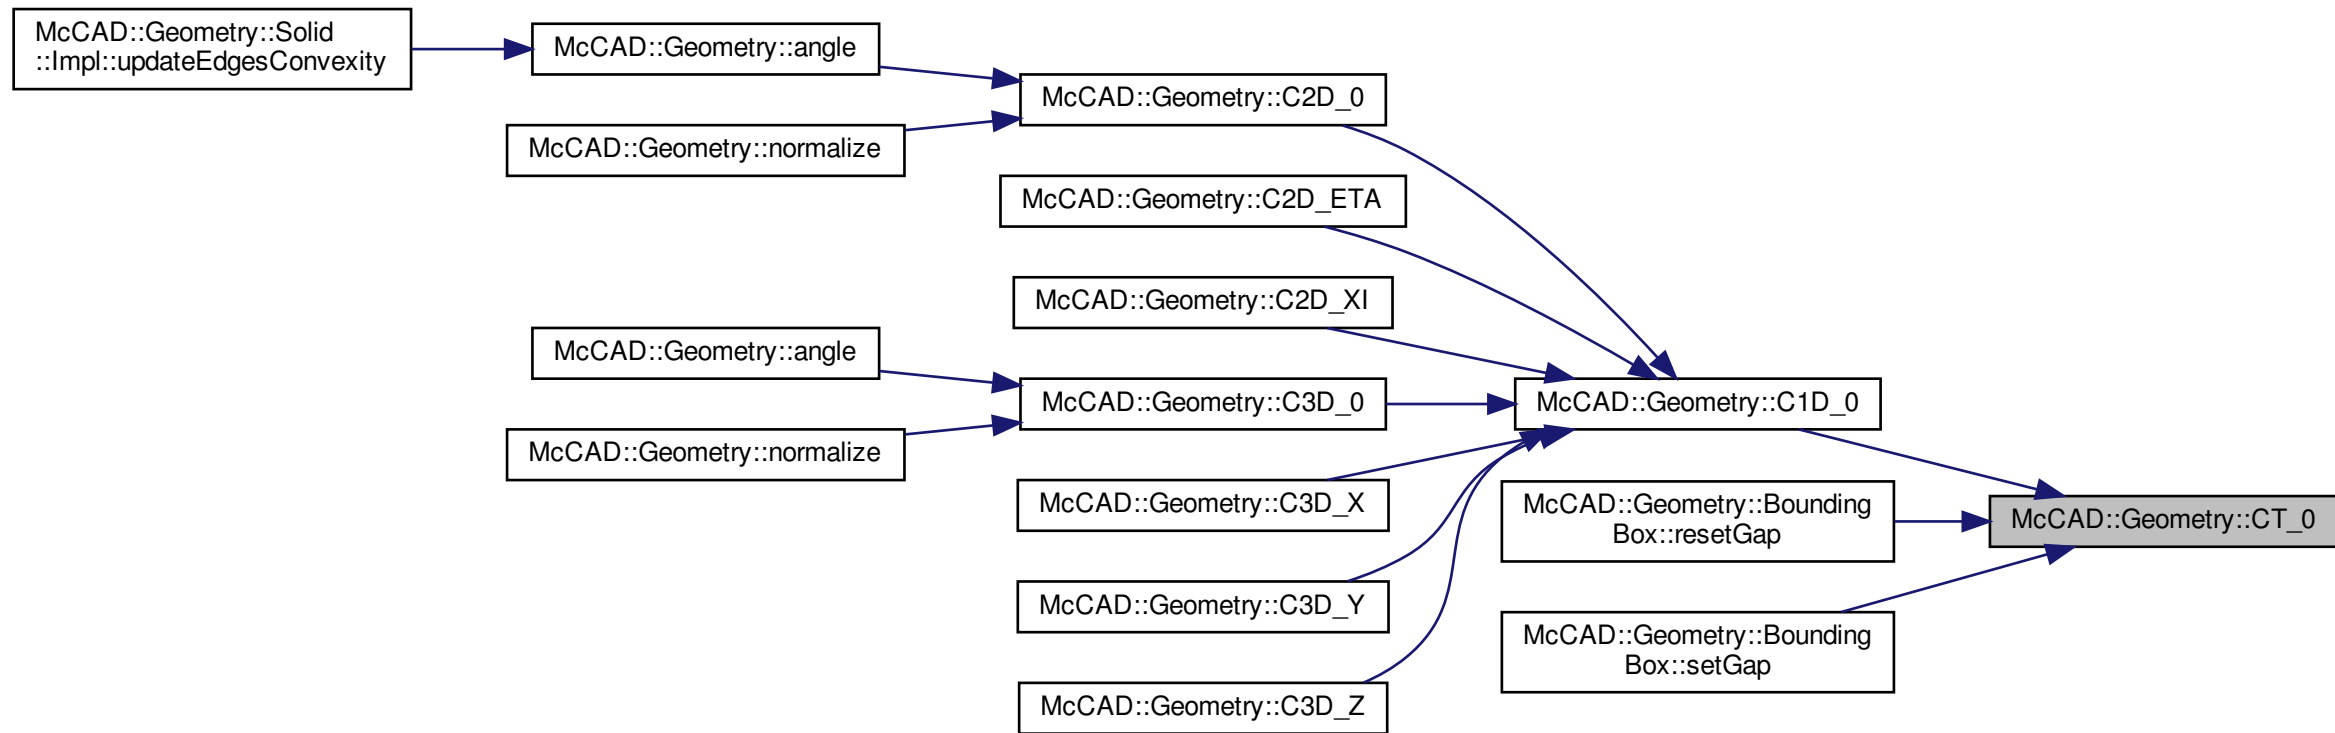 McCAD::Geometry::Solid
::Impl::updateEdgesConvexity
McCAD::Geometry::angle
McCAD::Geometry::C2D_0
McCAD::Geometry::normalize
McCAD::Geometry::C2D_ETA
McCAD::Geometry::C2D_XI
McCAD::Geometry::angle
McCAD::Geometry::C3D_0
McCAD::Geometry::C1D_0
McCAD::Geometry::normalize
McCAD::Geometry::C3D_X
McCAD::Geometry::Bounding
Box::resetGap
McCAD::Geometry::CT_0
McCAD::Geometry::C3D_Y
McCAD::Geometry::Bounding
Box::setGap
McCAD::Geometry::C3D_Z